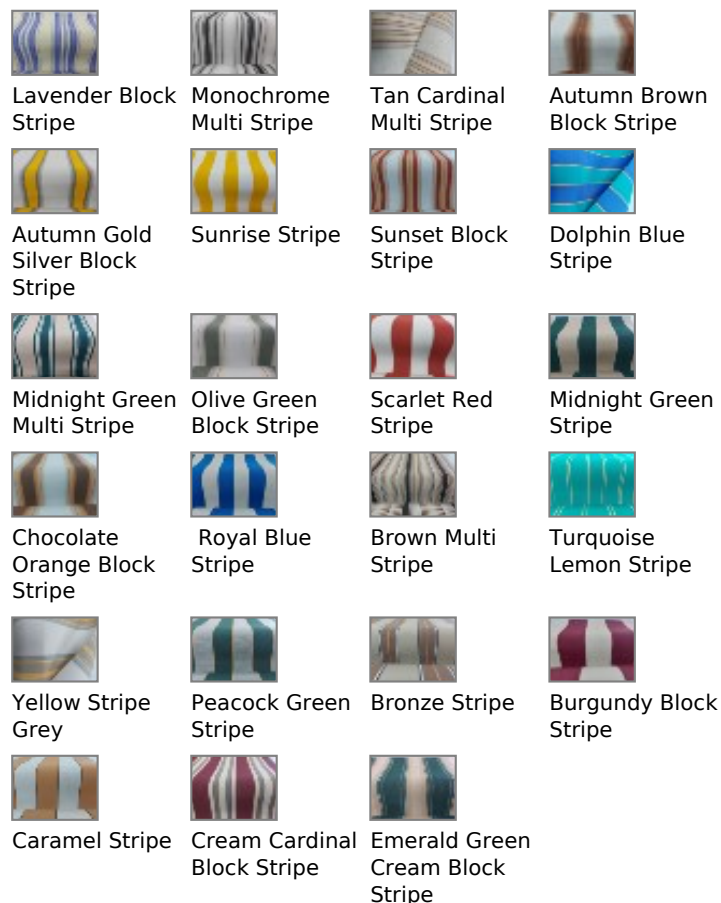 Lavender Block
Stripe
Monochrome
Multi Stripe
Tan Cardinal
Multi Stripe
Autumn Brown
Block Stripe
Autumn Gold
Silver Block
Stripe
Sunrise Stripe
Sunset Block
Stripe
Dolphin Blue
Stripe
Midnight Green
Multi Stripe
Olive Green
Block Stripe
Scarlet Red
Stripe
Midnight Green
Stripe
Chocolate
Orange Block
Stripe
Royal Blue
Stripe
Brown Multi
Stripe
Turquoise
Lemon Stripe
Yellow Stripe
Grey
Peacock Green
Stripe
Bronze Stripe
Burgundy Block
Stripe
Caramel Stripe
Cream Cardinal
Block Stripe
Emerald Green
Cream Block
Stripe